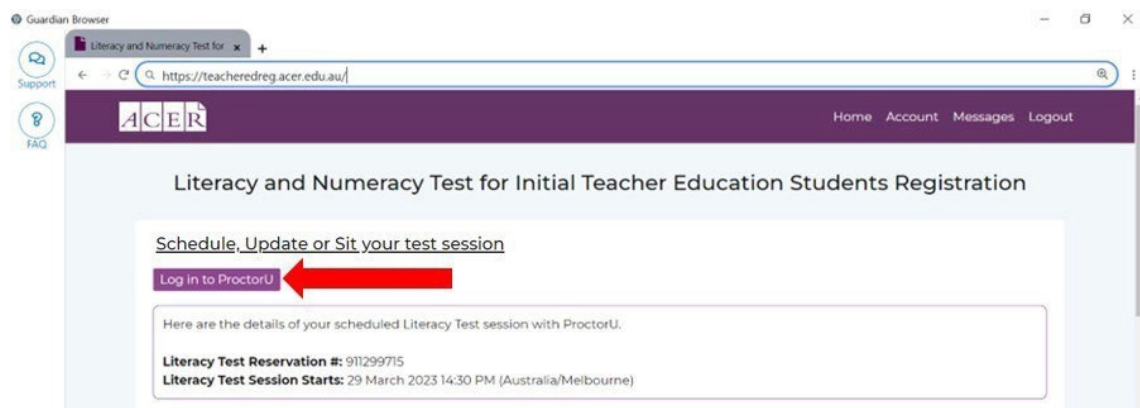 Guardian Browser
Literacy and Numeracy Test for x +
Support
https://teacheredreg.acer.edu.au/
FAQ
ACER
Home Account Messages Logout
Literacy and Numeracy Test for Initial Teacher Education Students Registration
Schedule, Update or Sit your test session
Log in to ProctorU
Here are the details of your scheduled Literacy Test session with ProctorU.
Literacy Test Reservation #: 911299715
Literacy Test Session Starts: 29 March 2023 14:30 PM (Australia/Melbourne)